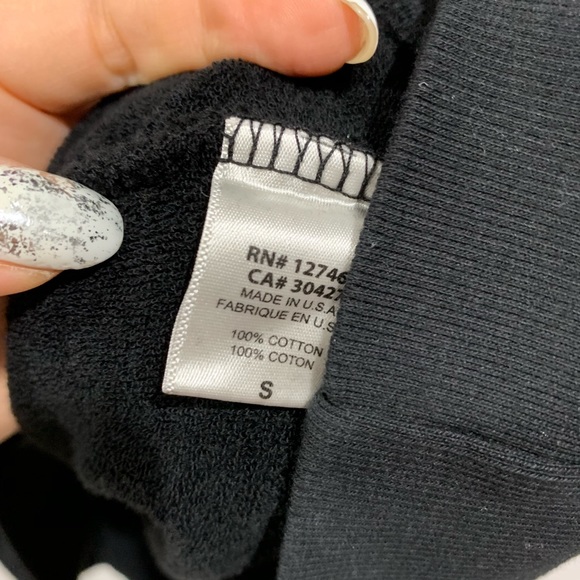 RN# 12746
CA# 30427
MADE IN U.S.A
FABRIQUE EN U.S
100% COTTON
100% COTON
S